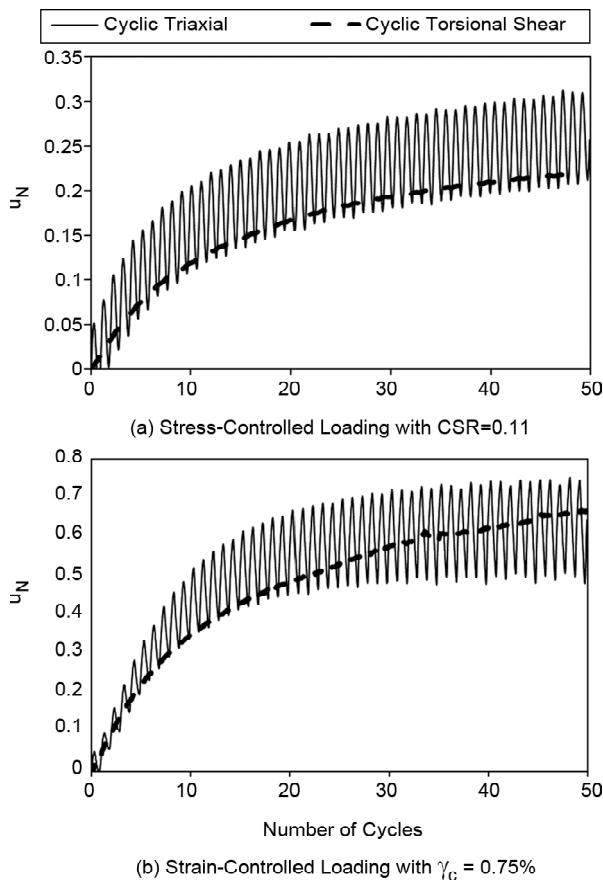 Cyclic Triaxial Cyclic Torsional Shear
0.35
0.3
0.25
0.2
0.15
0.1
0.05
0
uN
0 10 20 30 40 50
(a) Stress-Controlled Loading with CSR=0.11
0.8
0.7
0.6
0.5
0.4
0.3
0.2
0.1
0
uN
0 10 20 30 40 50
Number of Cycles
(b) Strain-Controlled Loading with γc = 0.75%